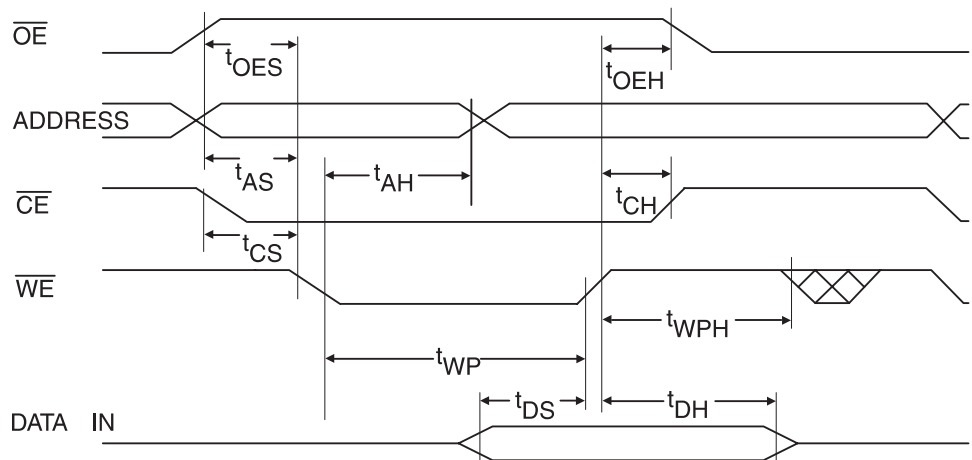 OE
tOES
tOEH
ADDRESS
tAS
tAH
CE
tCH
tCS
WE
tWPH
tWP
tDS
tDH
DATA IN